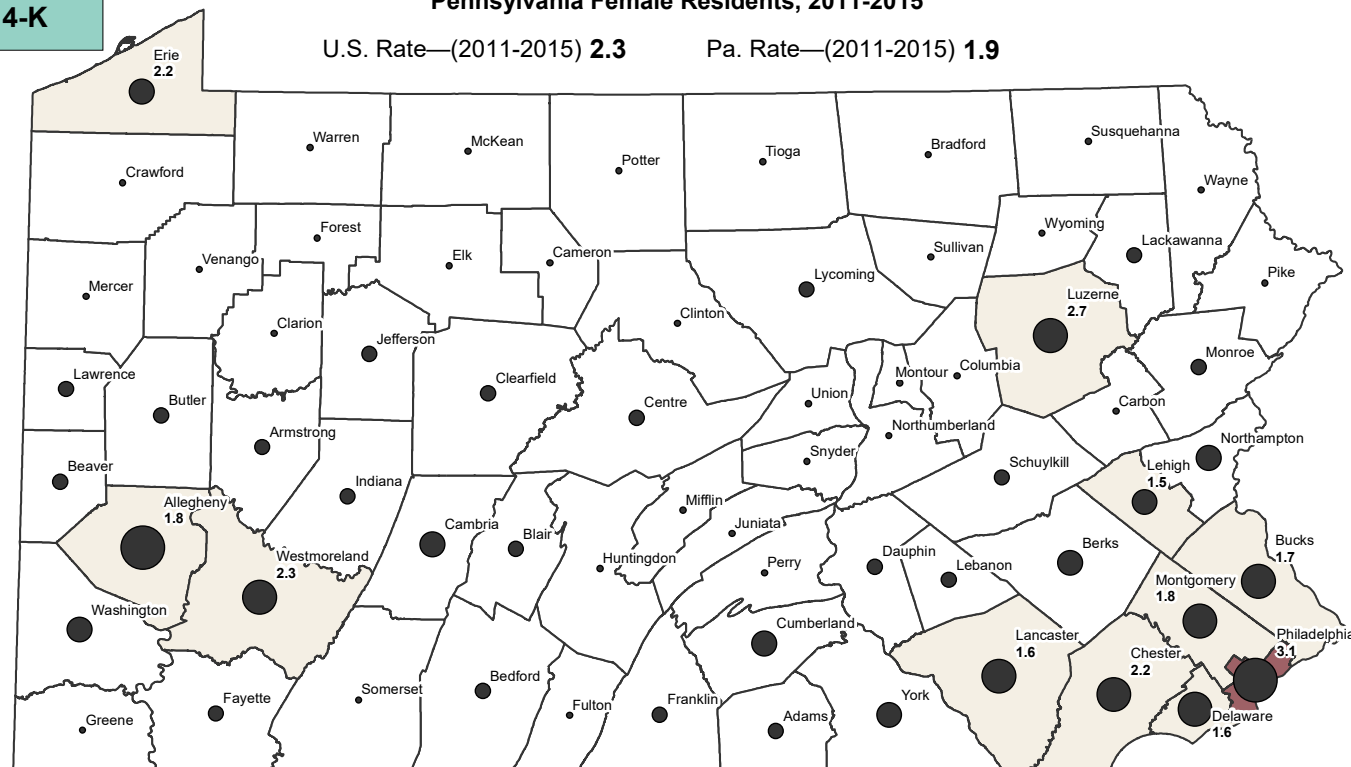 4-K
Pennsylvania Female Residents, 2011-2015
U.S. Rate—(2011-2015) 2.3
Pa. Rate—(2011-2015) 1.9
Erie
2.2
Warren
McKean
Potter
Tioga
Bradford
Susquehanna
Wayne
Crawford
Forest
Venango
Elk
Cameron
Sullivan
Wyoming
Lackawanna
Mercer
Lycoming
Pike
Clarion
Clinton
Luzerne
2.7
Jefferson
Lawrence
Clearfield
Montour
Columbia
Monroe
Butler
Centre
Union
Carbon
Armstrong
Northumberland
Northampton
Beaver
Snyder
Schuylkill
Lehigh
1.5
Indiana
Allegheny
1.8
Mifflin
Cambria
Blair
Juniata
Bucks
1.7
Westmoreland
2.3
Huntingdon
Perry
Dauphin
Lebanon
Berks
Montgomery
1.8
Washington
Cumberland
Lancaster
1.6
Philadelphia
3.1
Chester
2.2
Fayette
Somerset
Bedford
Fulton
Franklin
Adams
York
Delaware
1.6
Greene